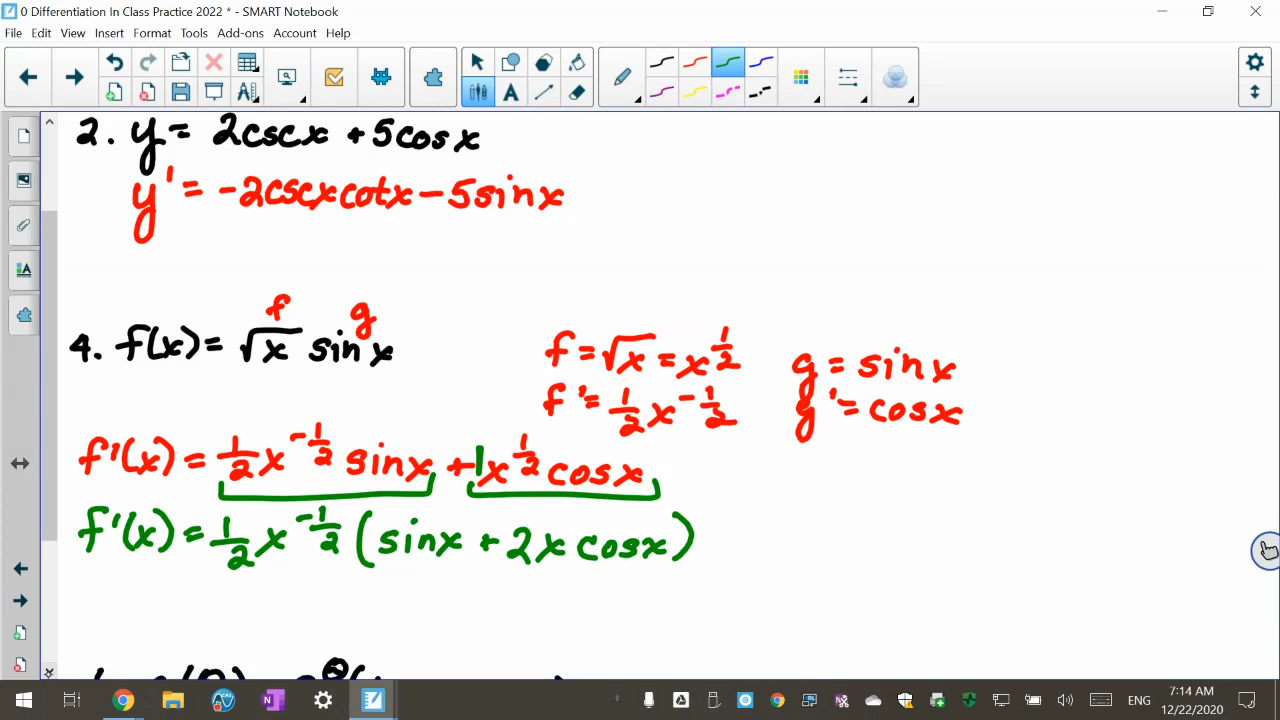 0 Differentiation In Class Practice 2022 * - SMART Notebook
File Edit View Insert Format Tools Add-ons Account Help
2. y = 2cscx + 5cosx
y' = -2cscxcotx - 5sinx
f g
4. f(x) = √x sinx
f = √x = x^1/2 g = sinx
f' = 1/2 x^-1/2 g' = cosx
f'(x) = 1/2 x^-1/2 sinx + 1x^1/2 cosx
f'(x) = 1/2 x^-1/2 (sinx + 2x cosx)
ENG
7:14 AM
12/22/2020